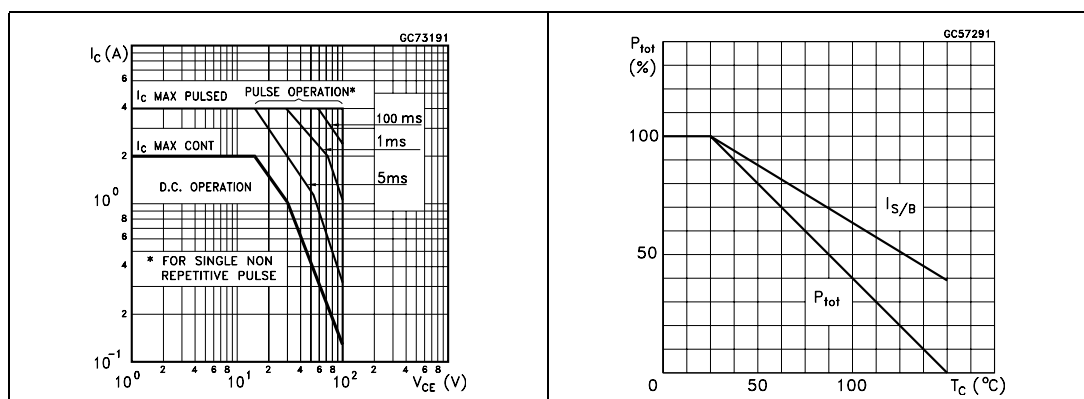 GC73191
I_C (A)
6
I_C MAX PULSED
PULSE OPERATION*
4
100 ms
1ms
2
I_C MAX CONT
5ms
D.C. OPERATION
10^0
8
6
* FOR SINGLE NON
REPETITIVE PULSE
4
2
10^-1
10^0 2 4 6 8 10^1 2 4 6 8 10^2 2 4 6 8
V_CE (V)
GC57291
P_tot
(%)
100
I_S/B
50
P_tot
0 50 100 T_C (°C)